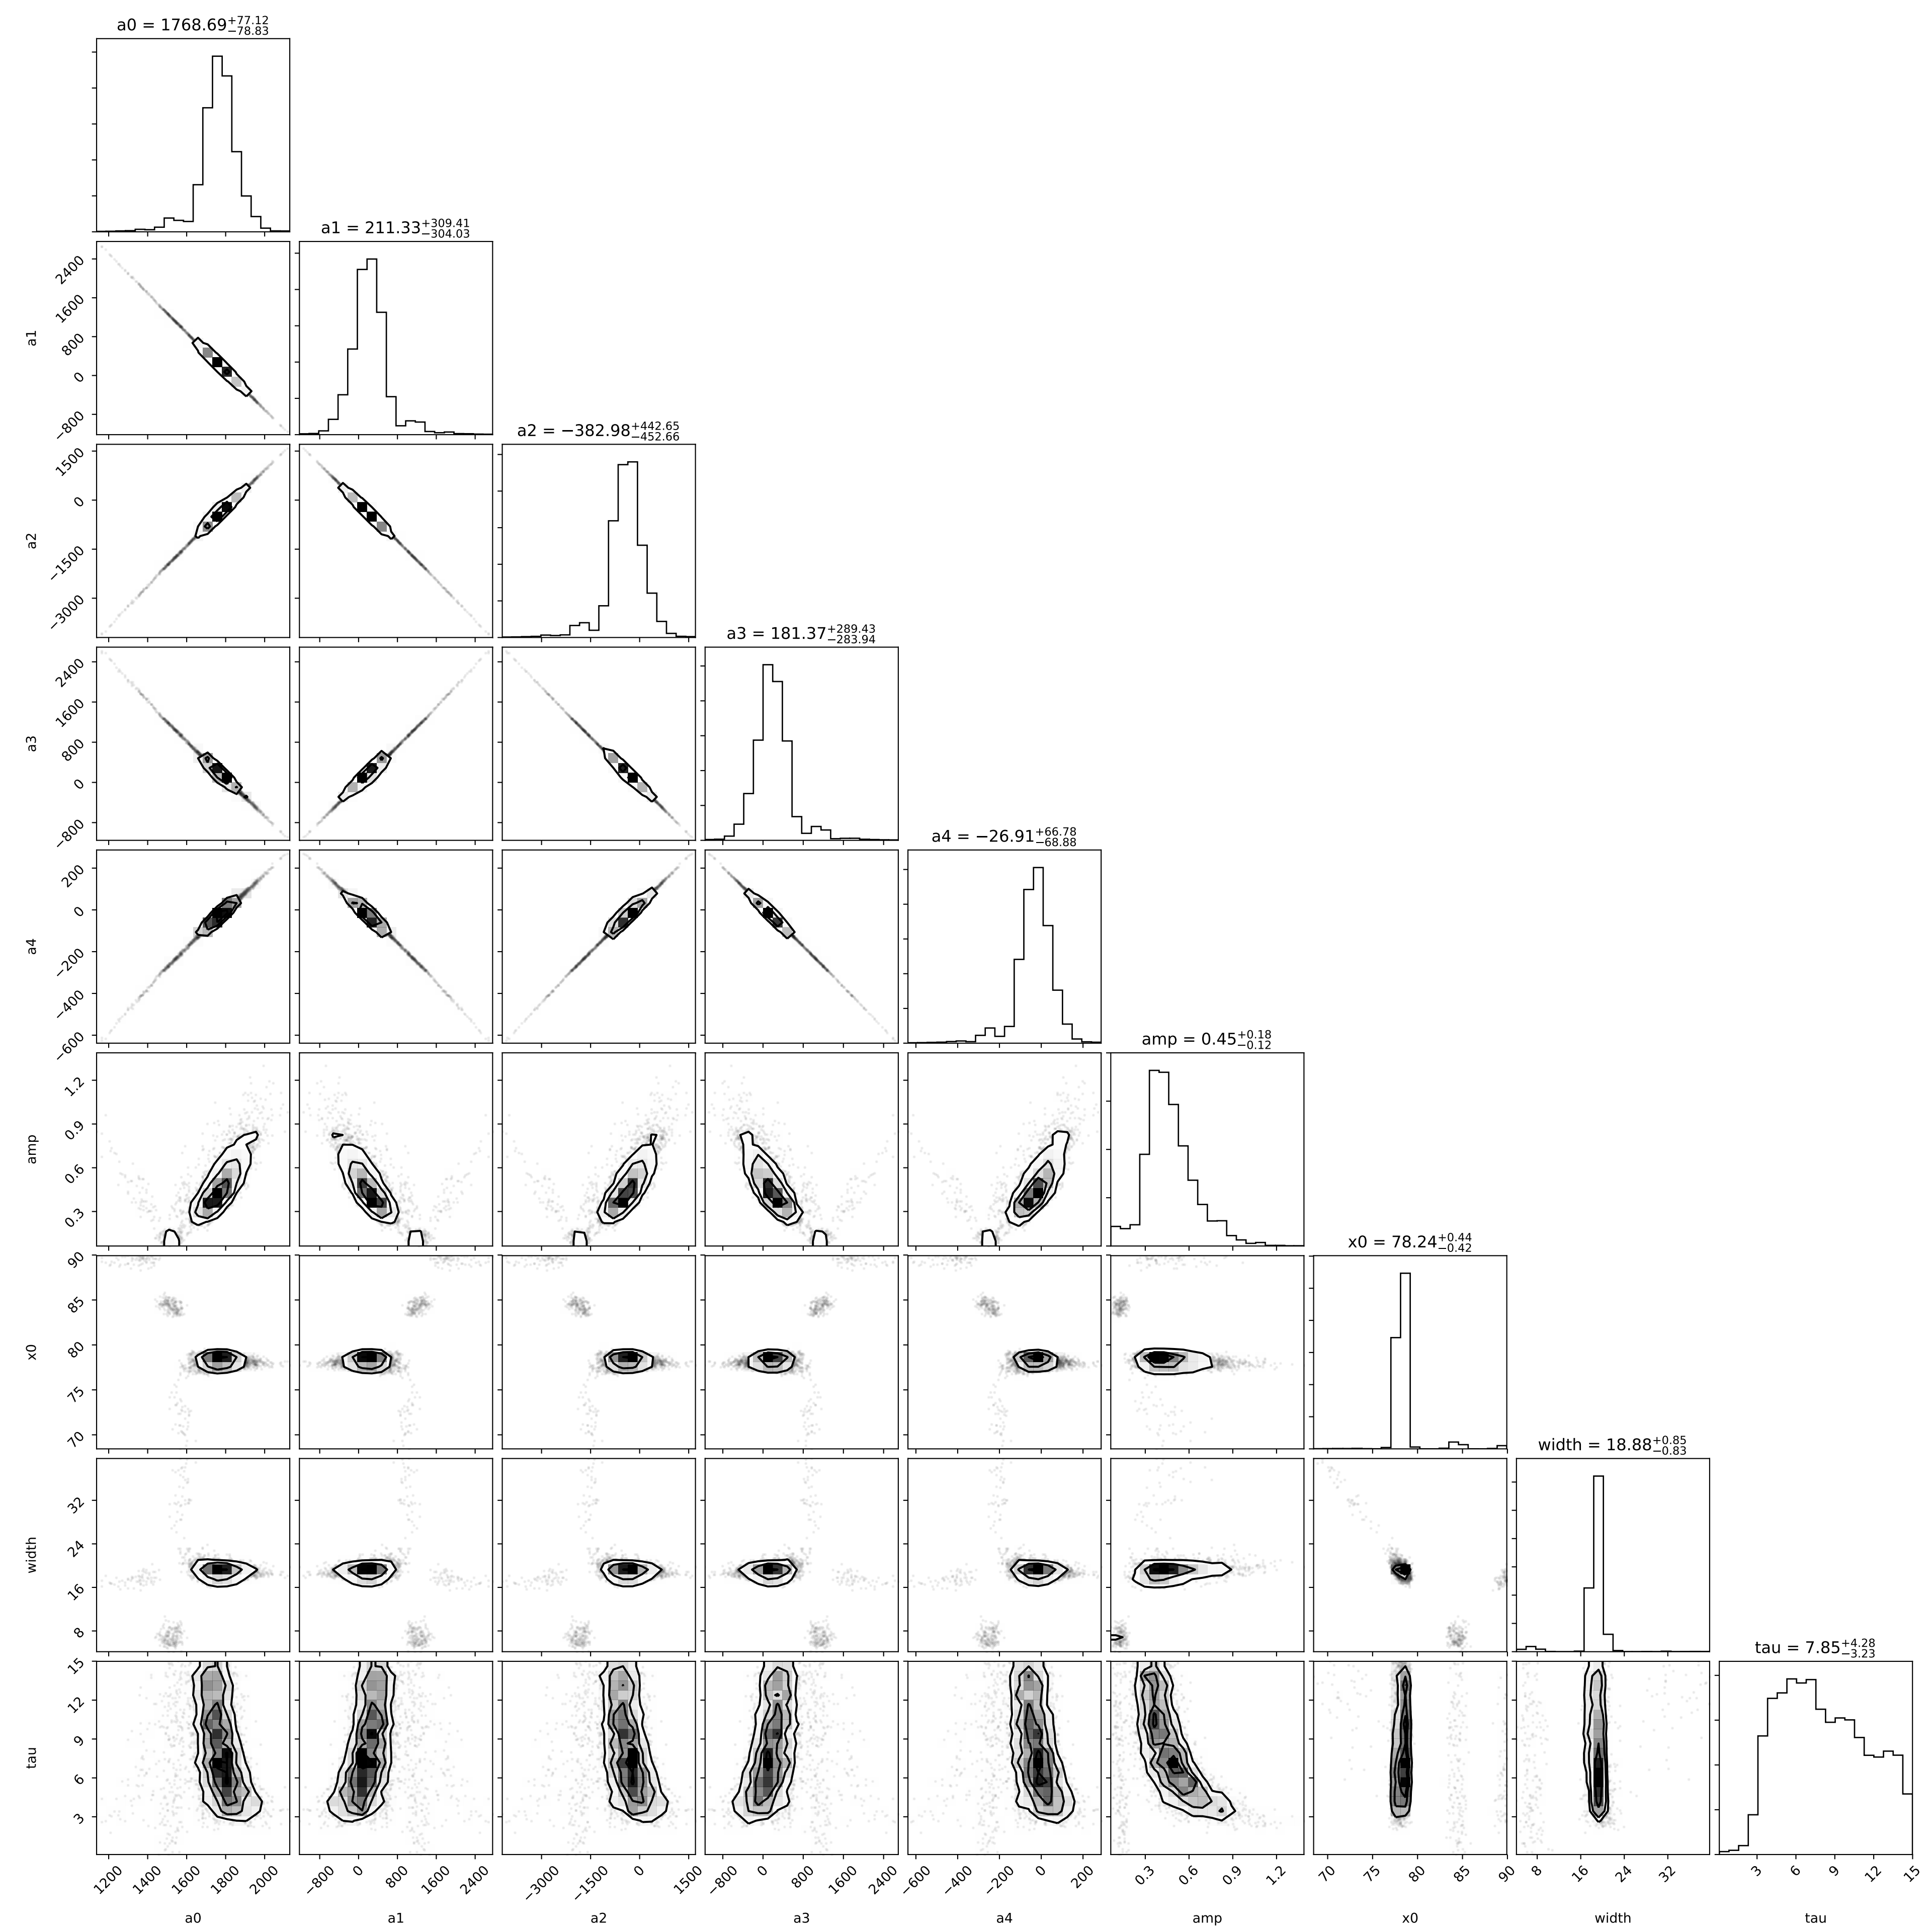 a0 = 1768.69+77.12−78.83
a1 = 211.33+309.41−304.03
a2 = −382.98+442.65−452.66
a3 = 181.37+289.43−283.94
a4 = −26.91+66.78−68.88
amp = 0.45+0.18−0.12
x0 = 78.24+0.44−0.42
width = 18.88+0.85−0.83
tau = 7.85+4.28−3.23
a1
2400
1600
800
0
−800
a2
1500
0
−1500
−3000
a3
2400
1600
800
0
−800
a4
200
0
−200
−400
−600
amp
1.2
0.9
0.6
0.3
x0
90
85
80
75
70
width
32
24
16
8
tau
15
12
9
6
3
1200 1400 1600 1800 2000
−800 0 800 1600 2400
−3000 −1500 0 1500
−800 0 800 1600 2400
−600 −400 −200 0 200
0.3 0.6 0.9 1.2
70 75 80 85 90
8 16 24 32
3 6 9 12 15
a0 a1 a2 a3 a4 amp x0 width tau